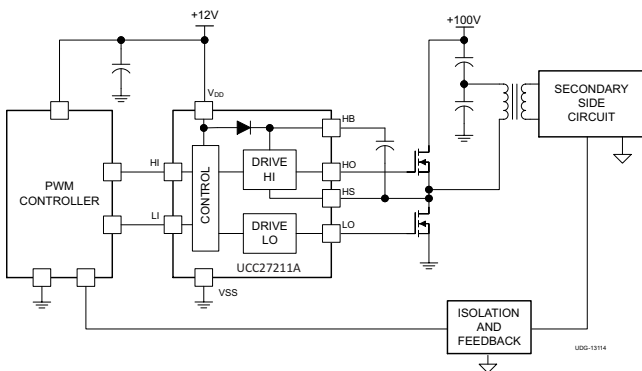 +12V
+100V
SECONDARY
SIDE
CIRCUIT
VDD
HB
PWM
CONTROLLER
HI
CONTROL
DRIVE
HI
HO
HS
LI
DRIVE
LO
LO
UCC27211A
VSS
ISOLATION
AND
FEEDBACK
UDG-13114